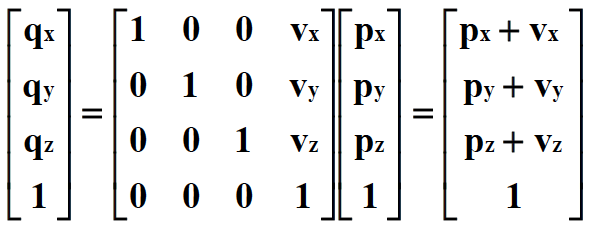 qx 1 0 0 vx px px + vx
qy 0 1 0 vy py py + vy
qz = 0 0 1 vz pz = pz + vz
1 0 0 0 1 1 1